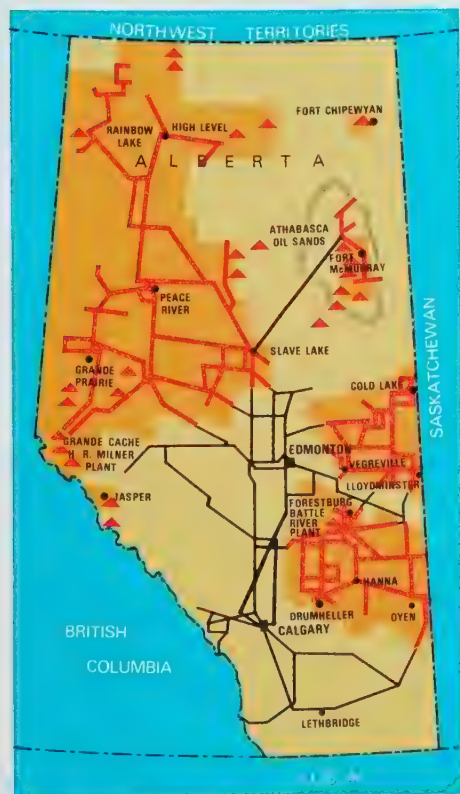 NORTHWEST TERRITORIES
FORT CHIPEWYAN
RAINBOW
LAKE
HIGH LEVEL
ALBERTA
ATHABASCA
OIL SANDS
FORT
McMURRAY
PEACE
RIVER
SLAVE LAKE
GRANDE
PRAIRIE
COLD LAKE
SASKATCHEWAN
GRANDE CACHE
H. R. MILNER
PLANT
EDMONTON
VEGREVILLE
LLOYDMINSTER
JASPER
FORESTBURG
BATTLE
RIVER
PLANT
HANNA
DRUMHELLER
OYEN
CALGARY
BRITISH
COLUMBIA
LETHBRIDGE